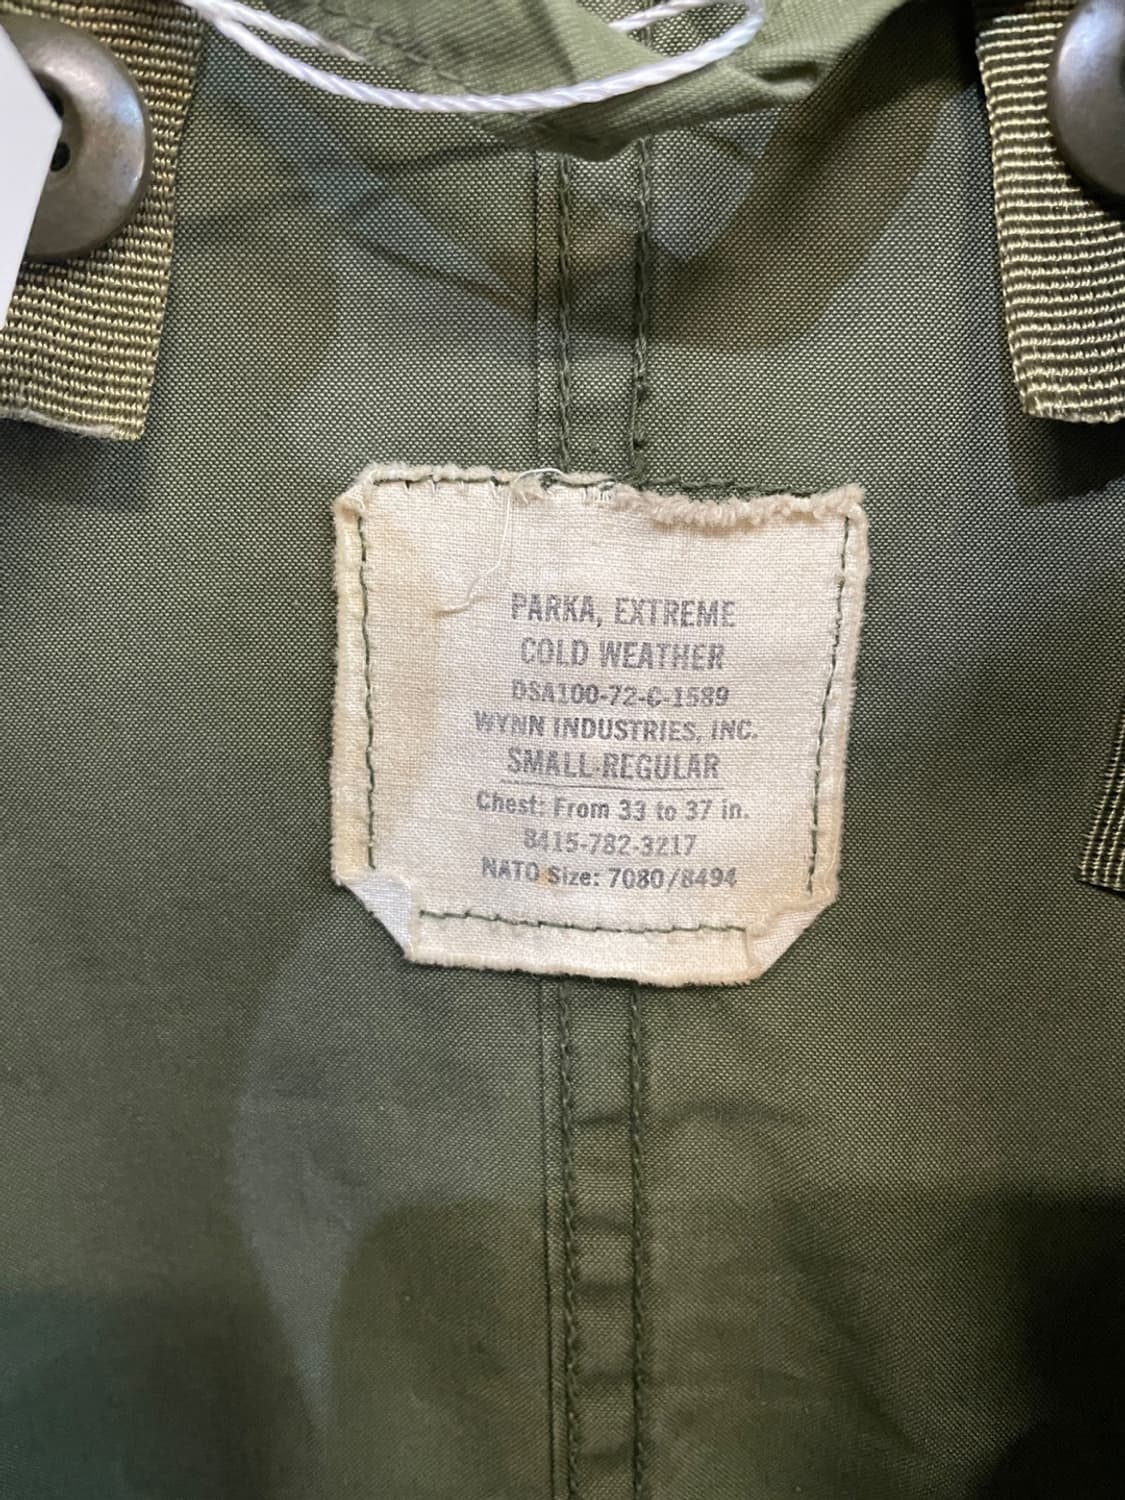 PARKA, EXTREME
COLD WEATHER
DSA100-72-C-1589
WYNN INDUSTRIES, INC.
SMALL-REGULAR
Chest: From 33 to 37 in.
8415-782-3217
NATO Size: 7080/8494